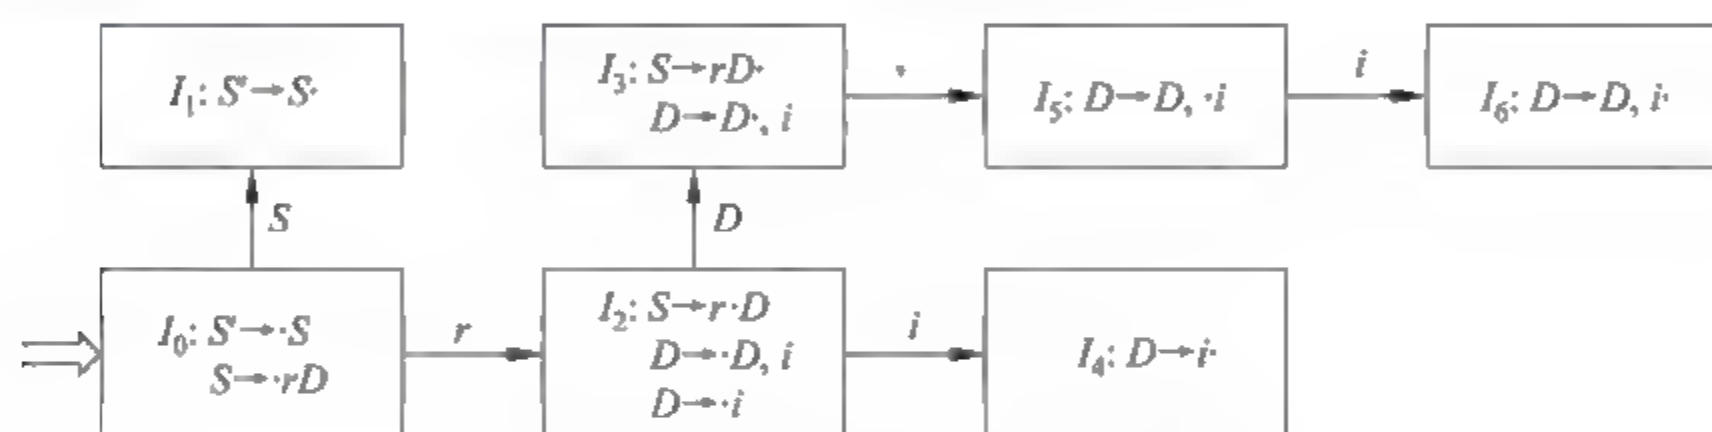 I₁: S'→S·
I₃: S→rD·
D→D·, i
,
i
I₅: D→D, ·i
I₆: D→D, i·
S
D
I₀: S'→·S
S→·rD
r
I₂: S→r·D
D→·D, i
D→·i
i
I₄: D→i·